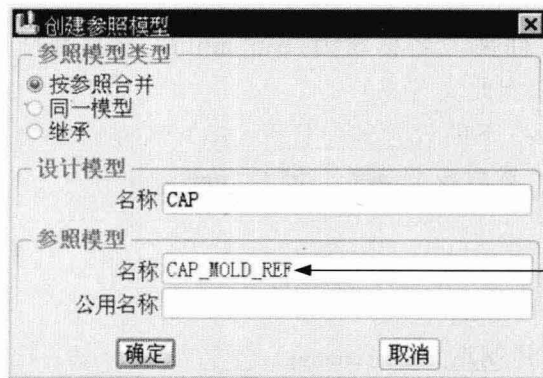 创建参照模型
参照模型类型
按参照合并
同一模型
继承
设计模型
名称 CAP
参照模型
名称 CAP_MOLD_REF
公用名称
确定 取消